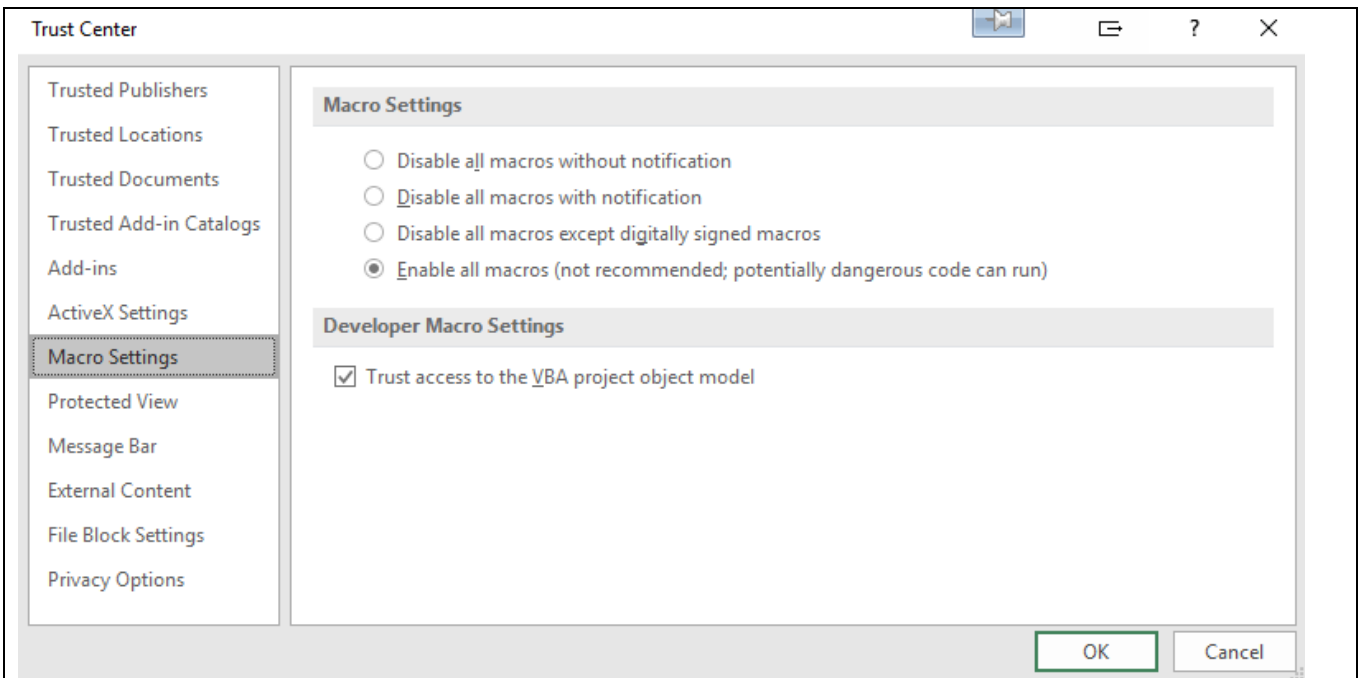 Trust Center
?
Trusted Publishers
Trusted Locations
Trusted Documents
Trusted Add-in Catalogs
Add-ins
ActiveX Settings
Macro Settings
Protected View
Message Bar
External Content
File Block Settings
Privacy Options
Macro Settings
Disable all macros without notification
Disable all macros with notification
Disable all macros except digitally signed macros
Enable all macros (not recommended; potentially dangerous code can run)
Developer Macro Settings
Trust access to the VBA project object model
OK
Cancel